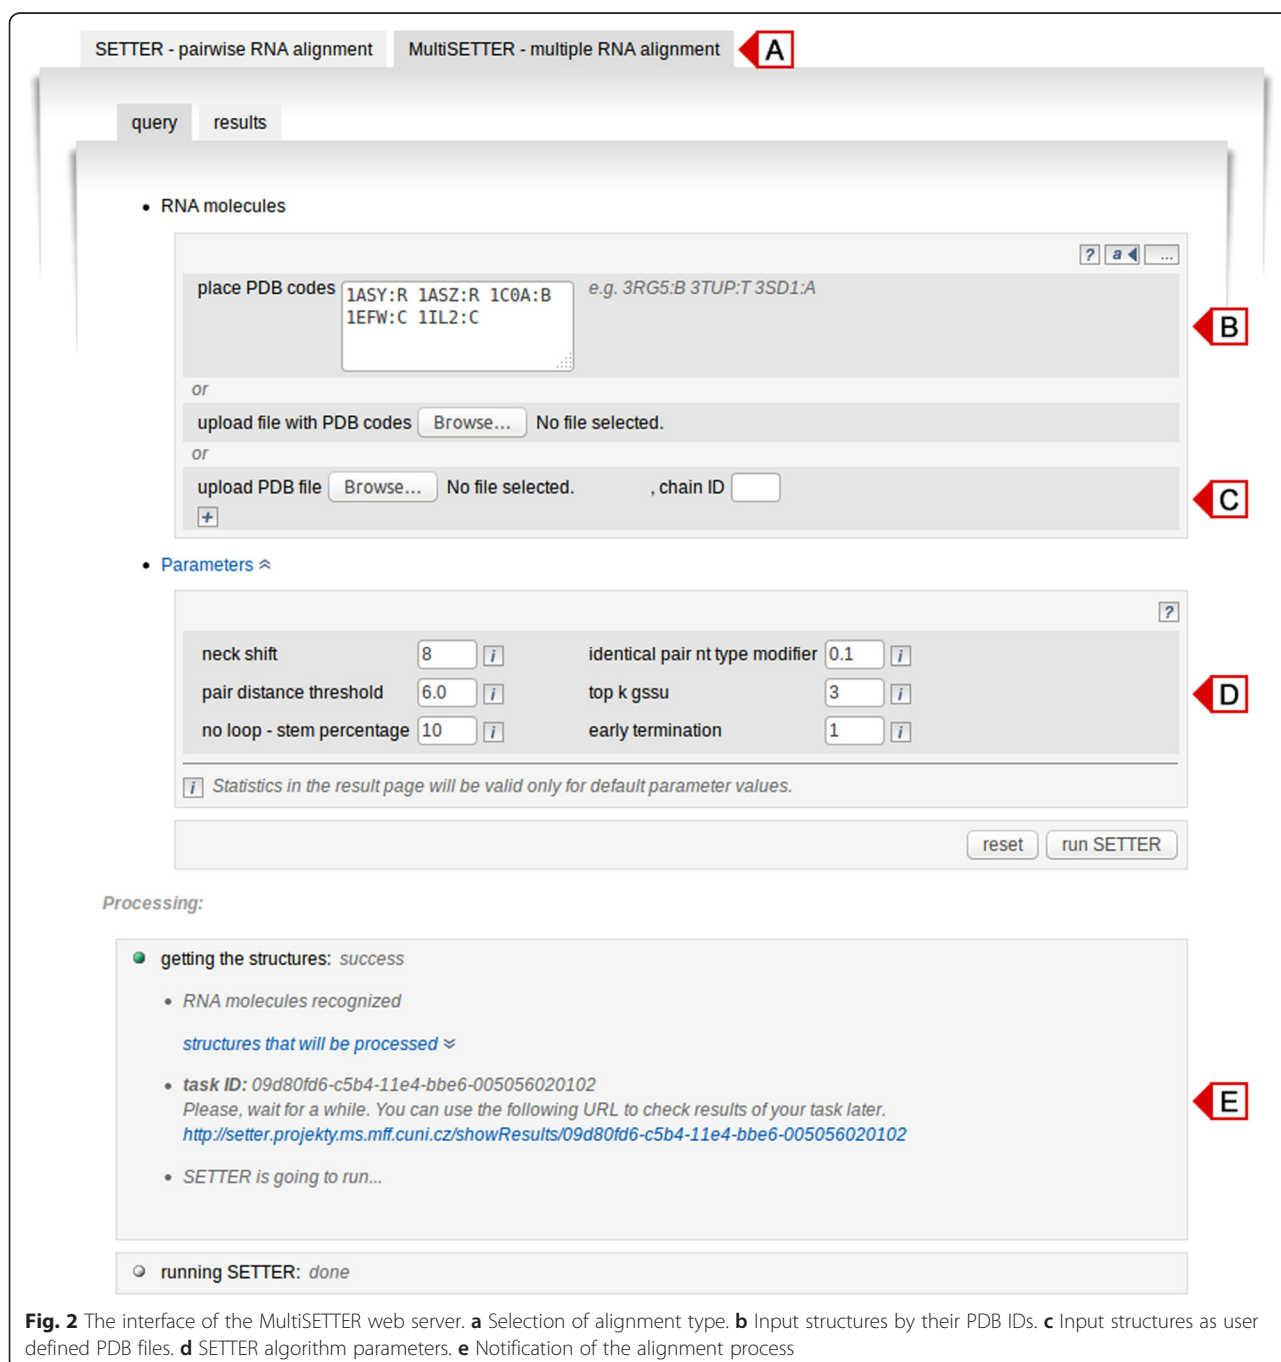 SETTER - pairwise RNA alignment MultiSETTER - multiple RNA alignment A
query results
• RNA molecules
? a ...
place PDB codes 1ASY:R 1ASZ:R 1C0A:B e.g. 3RG5:B 3TUP:T 3SD1:A
1EFW:C 1IL2:C
B
or
upload file with PDB codes Browse... No file selected.
or
upload PDB file Browse... No file selected. , chain ID
C
+
• Parameters
?
neck shift 8 i identical pair nt type modifier 0.1 i
pair distance threshold 6.0 i top k gssu 3 i
D
no loop - stem percentage 10 i early termination 1 i
i Statistics in the result page will be valid only for default parameter values.
reset run SETTER
Processing:
getting the structures: success
• RNA molecules recognized
structures that will be processed
• task ID: 09d80fd6-c5b4-11e4-bbe6-005056020102
Please, wait for a while. You can use the following URL to check results of your task later.
E
http://setter.projekty.ms.mff.cuni.cz/showResults/09d80fd6-c5b4-11e4-bbe6-005056020102
• SETTER is going to run...
running SETTER: done
Fig. 2 The interface of the MultiSETTER web server. a Selection of alignment type. b Input structures by their PDB IDs. c Input structures as user
defined PDB files. d SETTER algorithm parameters. e Notification of the alignment process